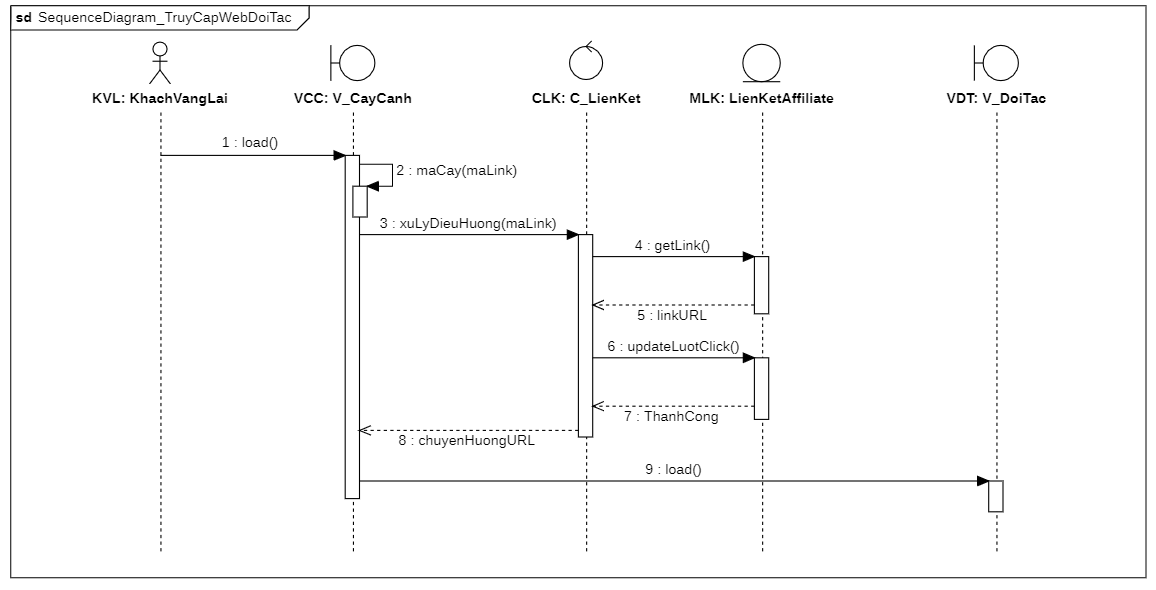 sd SequenceDiagram_TruyCapWebDoiTac
KVL: KhachVangLai
VCC: V_CayCanh
CLK: C_LienKet
MLK: LienKetAffiliate
VDT: V_DoiTac
1 : load()
2 : maCay(maLink)
3 : xuLyDieuHuong(maLink)
4 : getLink()
5 : linkURL
6 : updateLuotClick()
7 : ThanhCong
8 : chuyenHuongURL
9 : load()